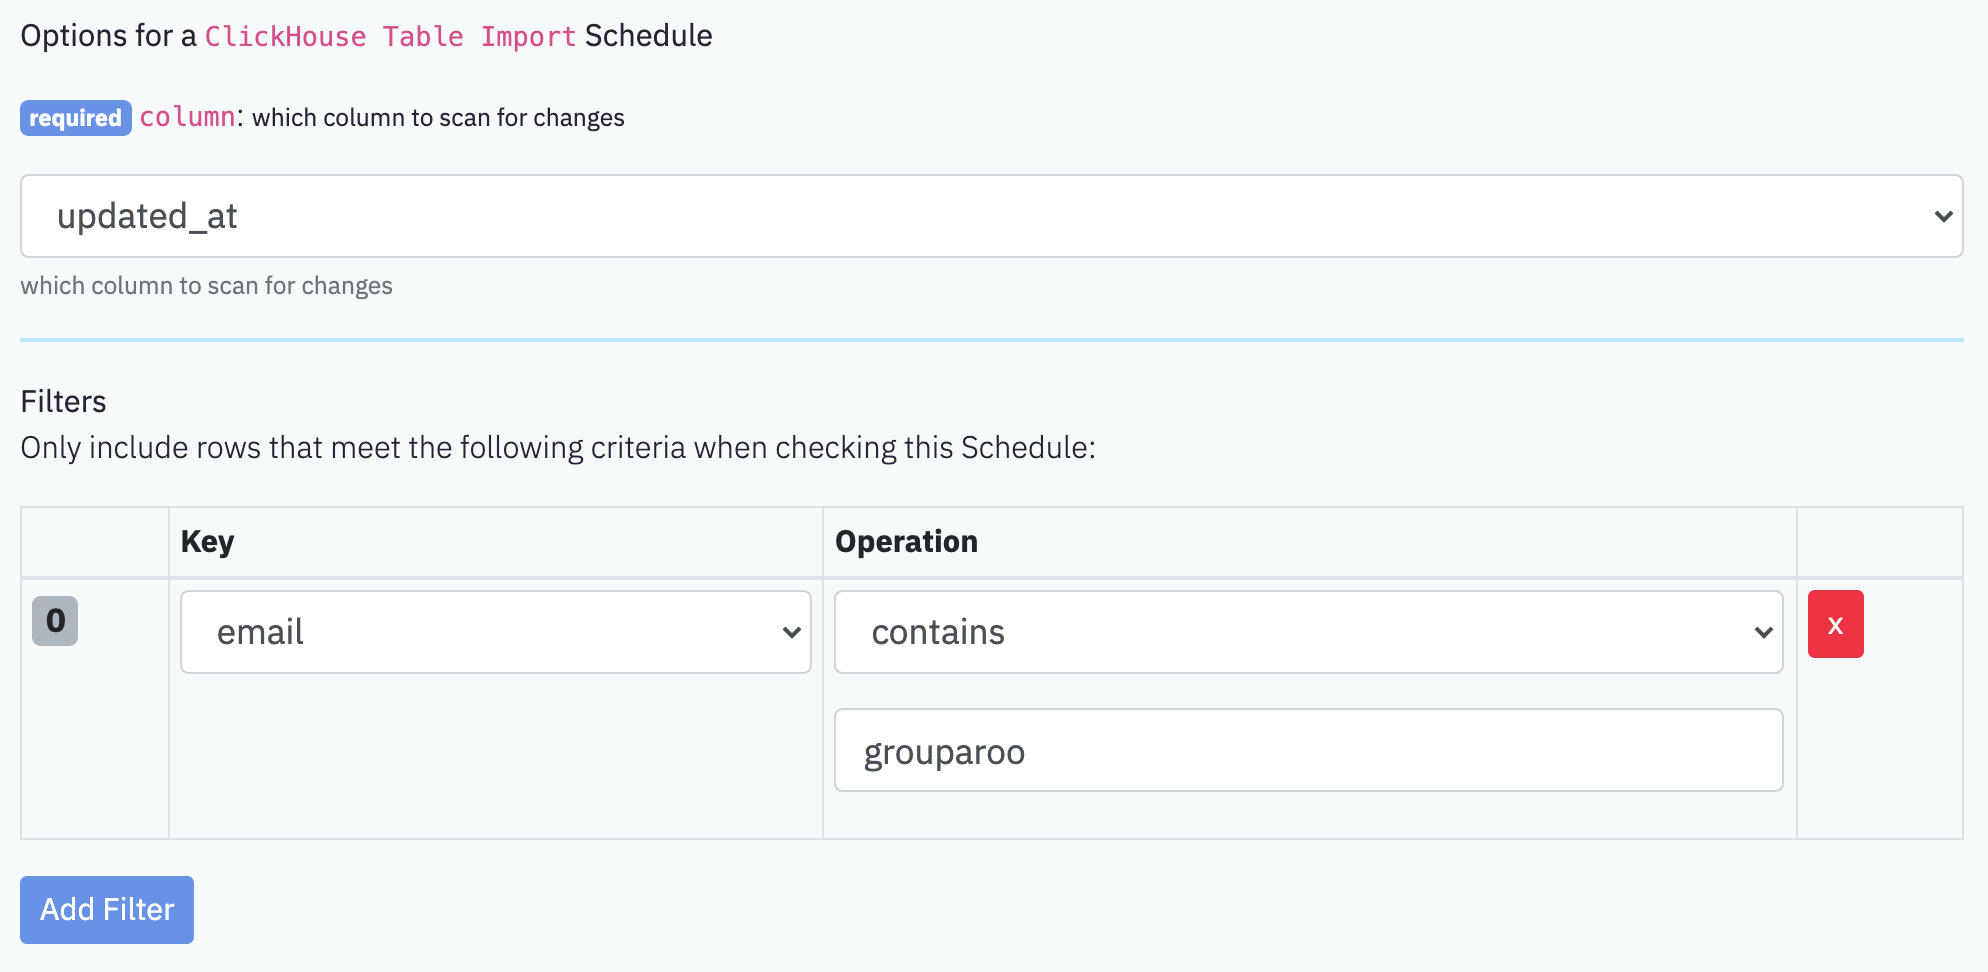 Options for a ClickHouse Table Import Schedule
required column: which column to scan for changes
updated_at
which column to scan for changes
Filters
Only include rows that meet the following criteria when checking this Schedule:
Key Operation
0 email contains x
grouparoo
Add Filter